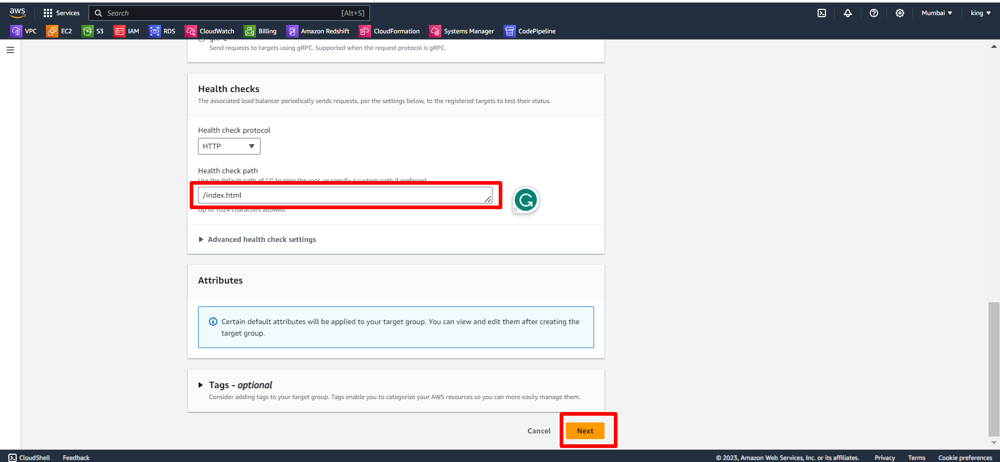 aws
Services
Search
[Alt+S]
Mumbai
king
VPC
EC2
S3
IAM
RDS
CloudWatch
Billing
Amazon Redshift
CloudFormation
Systems Manager
CodePipeline
gRPC
Send requests to targets using gRPC. Supported when the request protocol is gRPC.
Health checks
The associated load balancer periodically sends requests, per the settings below, to the registered targets to test their status.
Health check protocol
HTTP
Health check path
Use the default path of "/" to ping the root, or specify a custom path if preferred.
/index.html
Up to 1024 characters allowed.
Advanced health check settings
Attributes
Certain default attributes will be applied to your target group. You can view and edit them after creating the
target group.
Tags - optional
Consider adding tags to your target group. Tags enable you to categorize your AWS resources so you can more easily manage them.
Cancel
Next
CloudShell
Feedback
© 2023, Amazon Web Services, Inc. or its affiliates.
Privacy
Terms
Cookie preferences